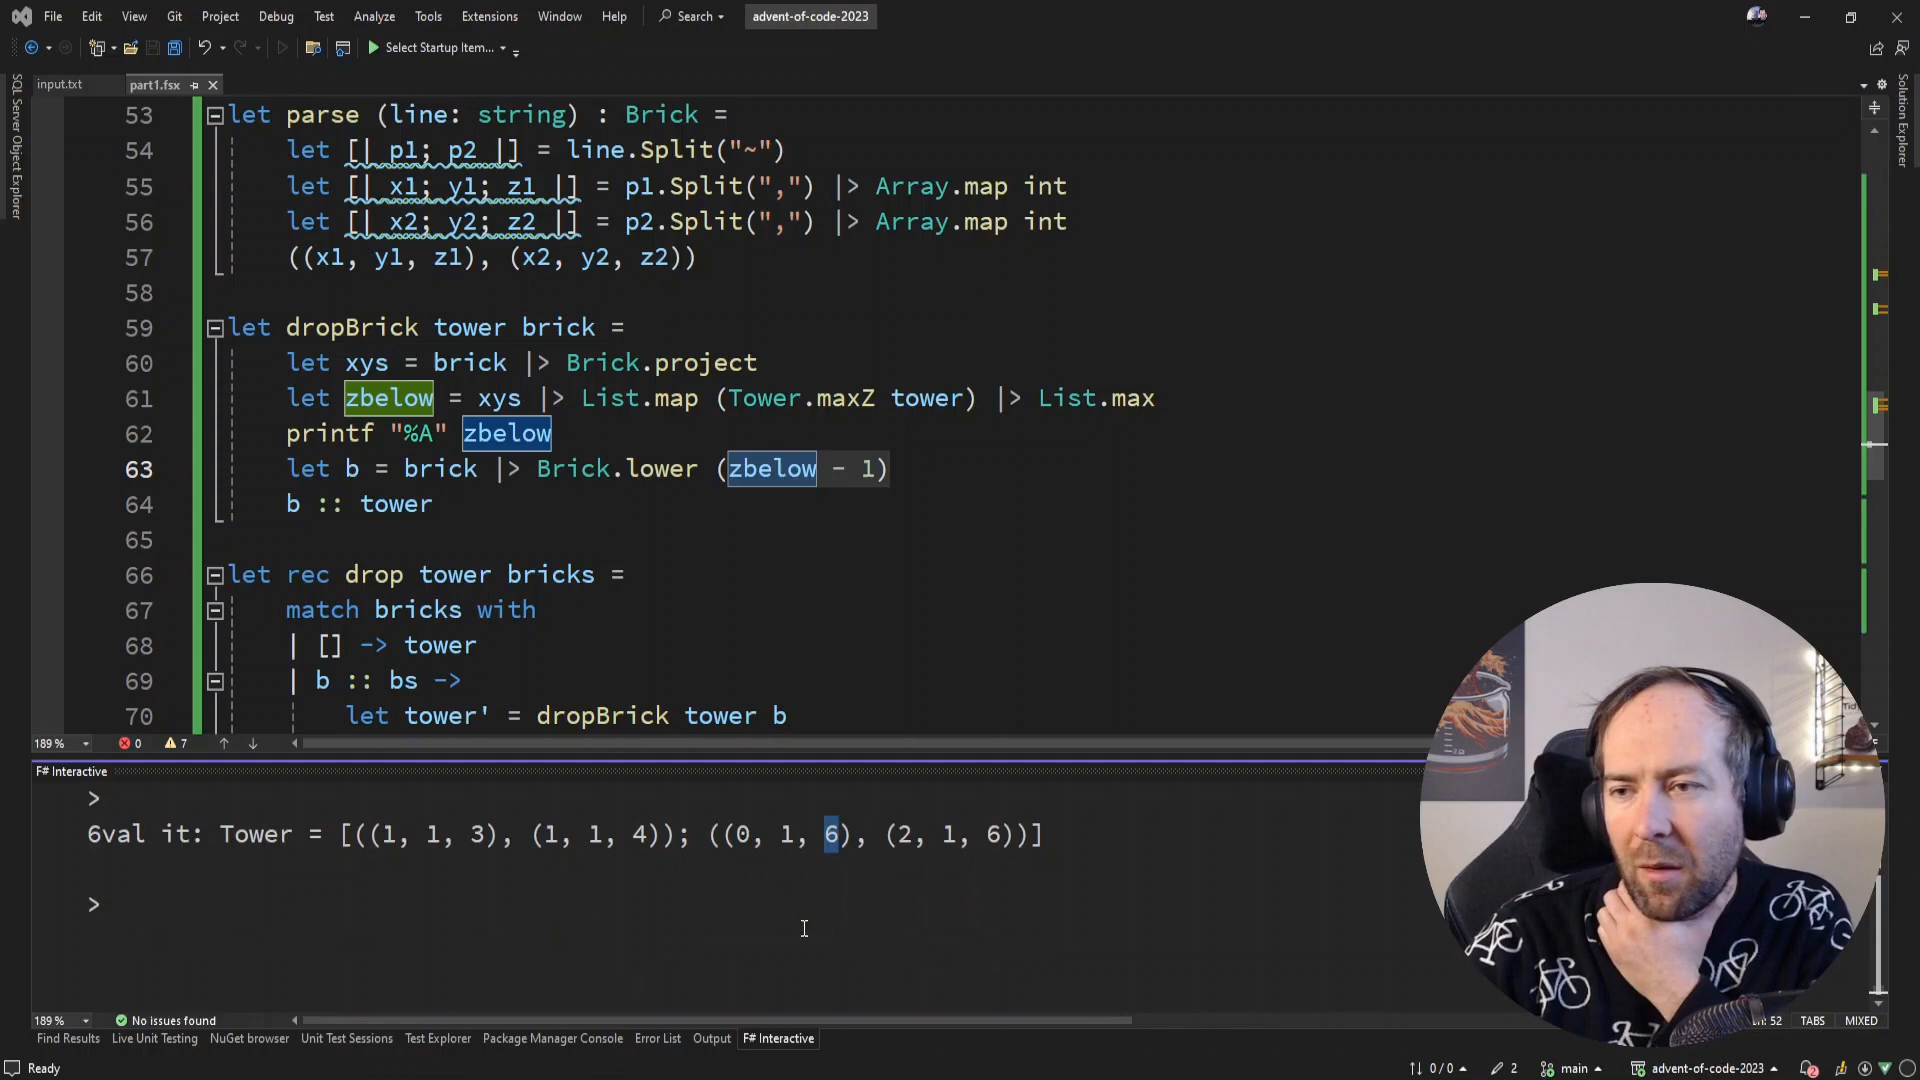 File Edit View Git Project Debug Test Analyze Tools Extensions Window Help Search advent-of-code-2023
Select Startup Item...
input.txt part1.fsx
SQL Server Object Explorer
Solution Explorer
53 let parse (line: string) : Brick =
54 let [| p1; p2 |] = line.Split("~")
55 let [| x1; y1; z1 |] = p1.Split(",") |> Array.map int
56 let [| x2; y2; z2 |] = p2.Split(",") |> Array.map int
57 ((x1, y1, z1), (x2, y2, z2))
58
59 let dropBrick tower brick =
60 let xys = brick |> Brick.project
61 let zbelow = xys |> List.map (Tower.maxZ tower) |> List.max
62 printf "%A" zbelow
63 let b = brick |> Brick.lower (zbelow - 1)
64 b :: tower
65
66 let rec drop tower bricks =
67 match bricks with
68 | [] -> tower
69 | b :: bs ->
70 let tower' = dropBrick tower b
189 % 0 7
F# Interactive
>
6val it: Tower = [((1, 1, 3), (1, 1, 4)); ((0, 1, 6), (2, 1, 6))]
>
189 % No issues found Ln: 52 TABS MIXED
Find Results Live Unit Testing NuGet browser Unit Test Sessions Test Explorer Package Manager Console Error List Output F# Interactive
Ready 0 / 0 2 main advent-of-code-2023 2